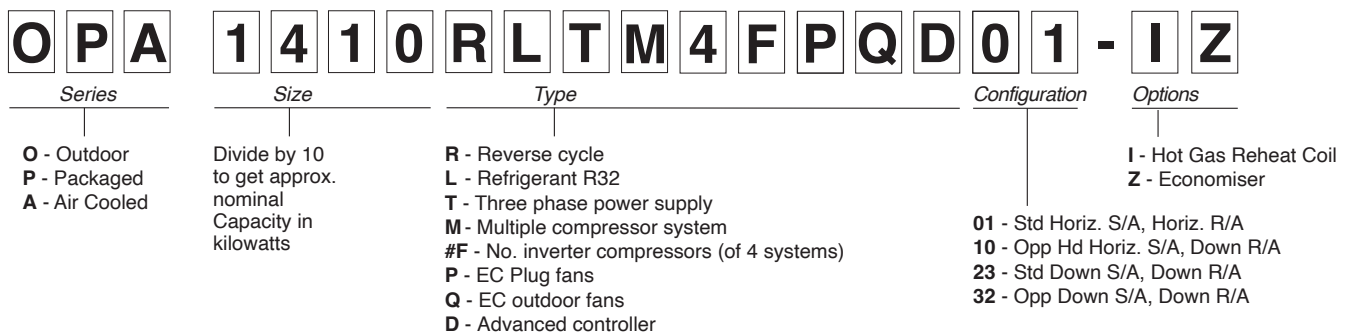 OPA 1410RLTM4FPQD01-IZ
Series Size Type Configuration Options
O - Outdoor
P - Packaged
A - Air Cooled
Divide by 10
to get approx.
nominal
Capacity in
kilowatts
R - Reverse cycle
L - Refrigerant R32
T - Three phase power supply
M - Multiple compressor system
#F - No. inverter compressors (of 4 systems)
P - EC Plug fans
Q - EC outdoor fans
D - Advanced controller
01 - Std Horiz. S/A, Horiz. R/A
10 - Opp Hd Horiz. S/A, Down R/A
23 - Std Down S/A, Down R/A
32 - Opp Down S/A, Down R/A
I - Hot Gas Reheat Coil
Z - Economiser